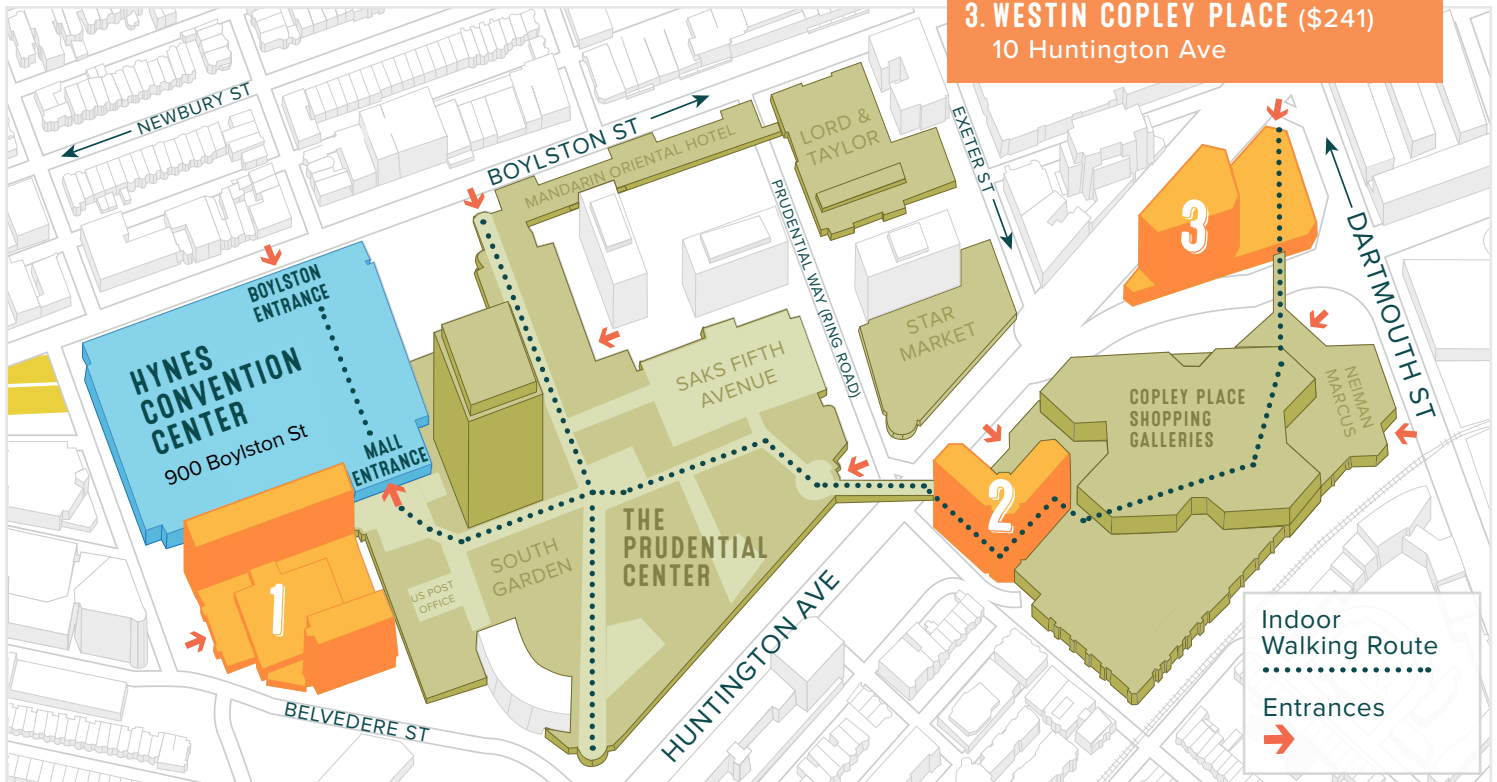 3. WESTIN COPLEY PLACE ($241)
10 Huntington Ave
NEWBURY ST
BOYLSTON ST
MANDARIN ORIENTAL HOTEL
LORD &
TAYLOR
EXETER ST
PRUDENTIAL WAY (RING ROAD)
3
DARTMOUTH ST
BOYLSTON
ENTRANCE
HYNES
CONVENTION
CENTER
900 Boylston St
MALL
ENTRANCE
STAR
MARKET
SAKS FIFTH
AVENUE
COPLEY PLACE
SHOPPING
GALLERIES
NEIMAN
MARCUS
2
THE
PRUDENTIAL
CENTER
SOUTH
GARDEN
US POST
OFFICE
1
HUNTINGTON AVE
BELVEDERE ST
Indoor
Walking Route
Entrances